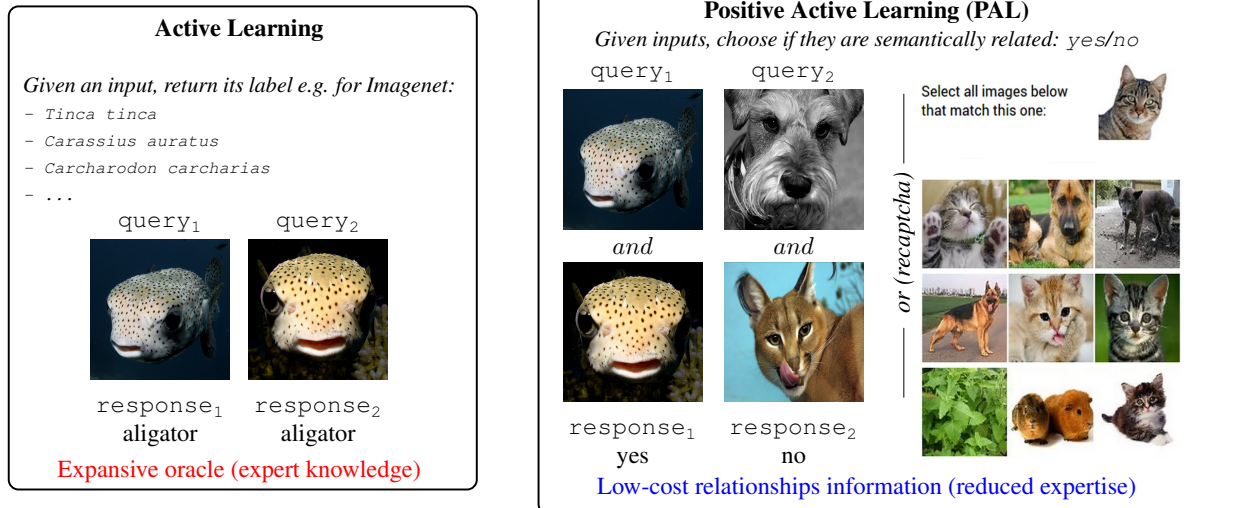 Active Learning
Given an input, return its label e.g. for Imagenet:
- Tinca tinca
- Carassius auratus
- Carcharodon carcharias
- ...
query1 query2
response1 response2
aligator aligator
Expansive oracle (expert knowledge)
Positive Active Learning (PAL)
Given inputs, choose if they are semantically related: yes/no
query1 query2
and and
response1 response2
yes no
or (recaptcha)
Select all images below
that match this one:
Low-cost relationships information (reduced expertise)